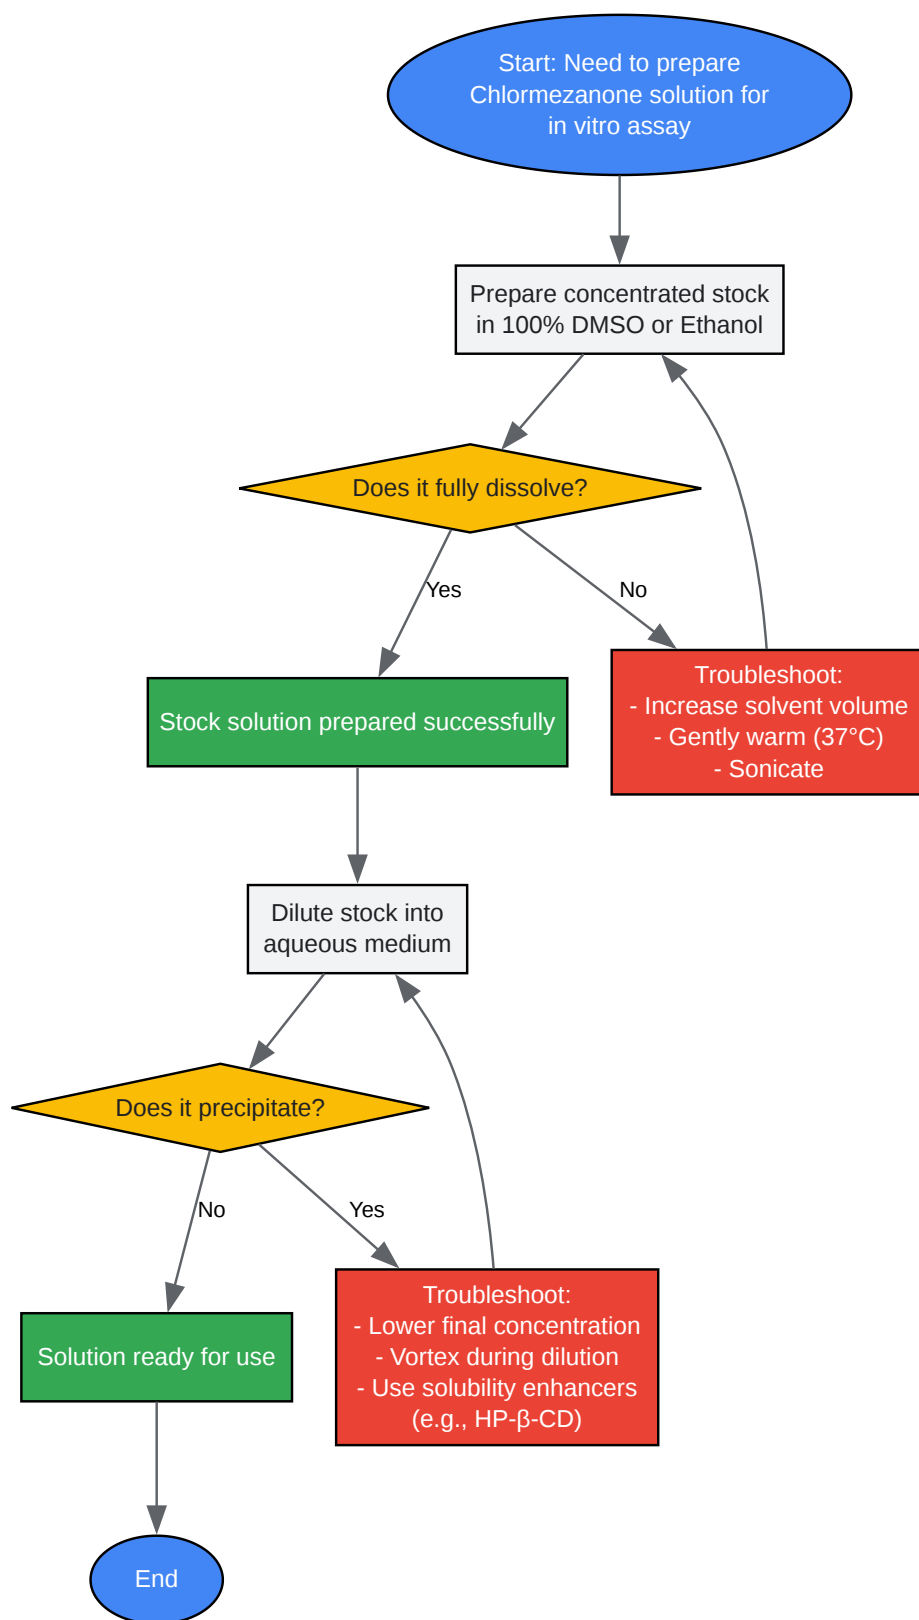 Start: Need to prepare
Chlormezanone solution for
in vitro assay
Prepare concentrated stock
in 100% DMSO or Ethanol
Does it fully dissolve?
Yes
No
Troubleshoot:
- Increase solvent volume
- Gently warm (37°C)
- Sonicate
Stock solution prepared successfully
Dilute stock into
aqueous medium
Does it precipitate?
No
Yes
Troubleshoot:
- Lower final concentration
- Vortex during dilution
- Use solubility enhancers
(e.g., HP-β-CD)
Solution ready for use
End